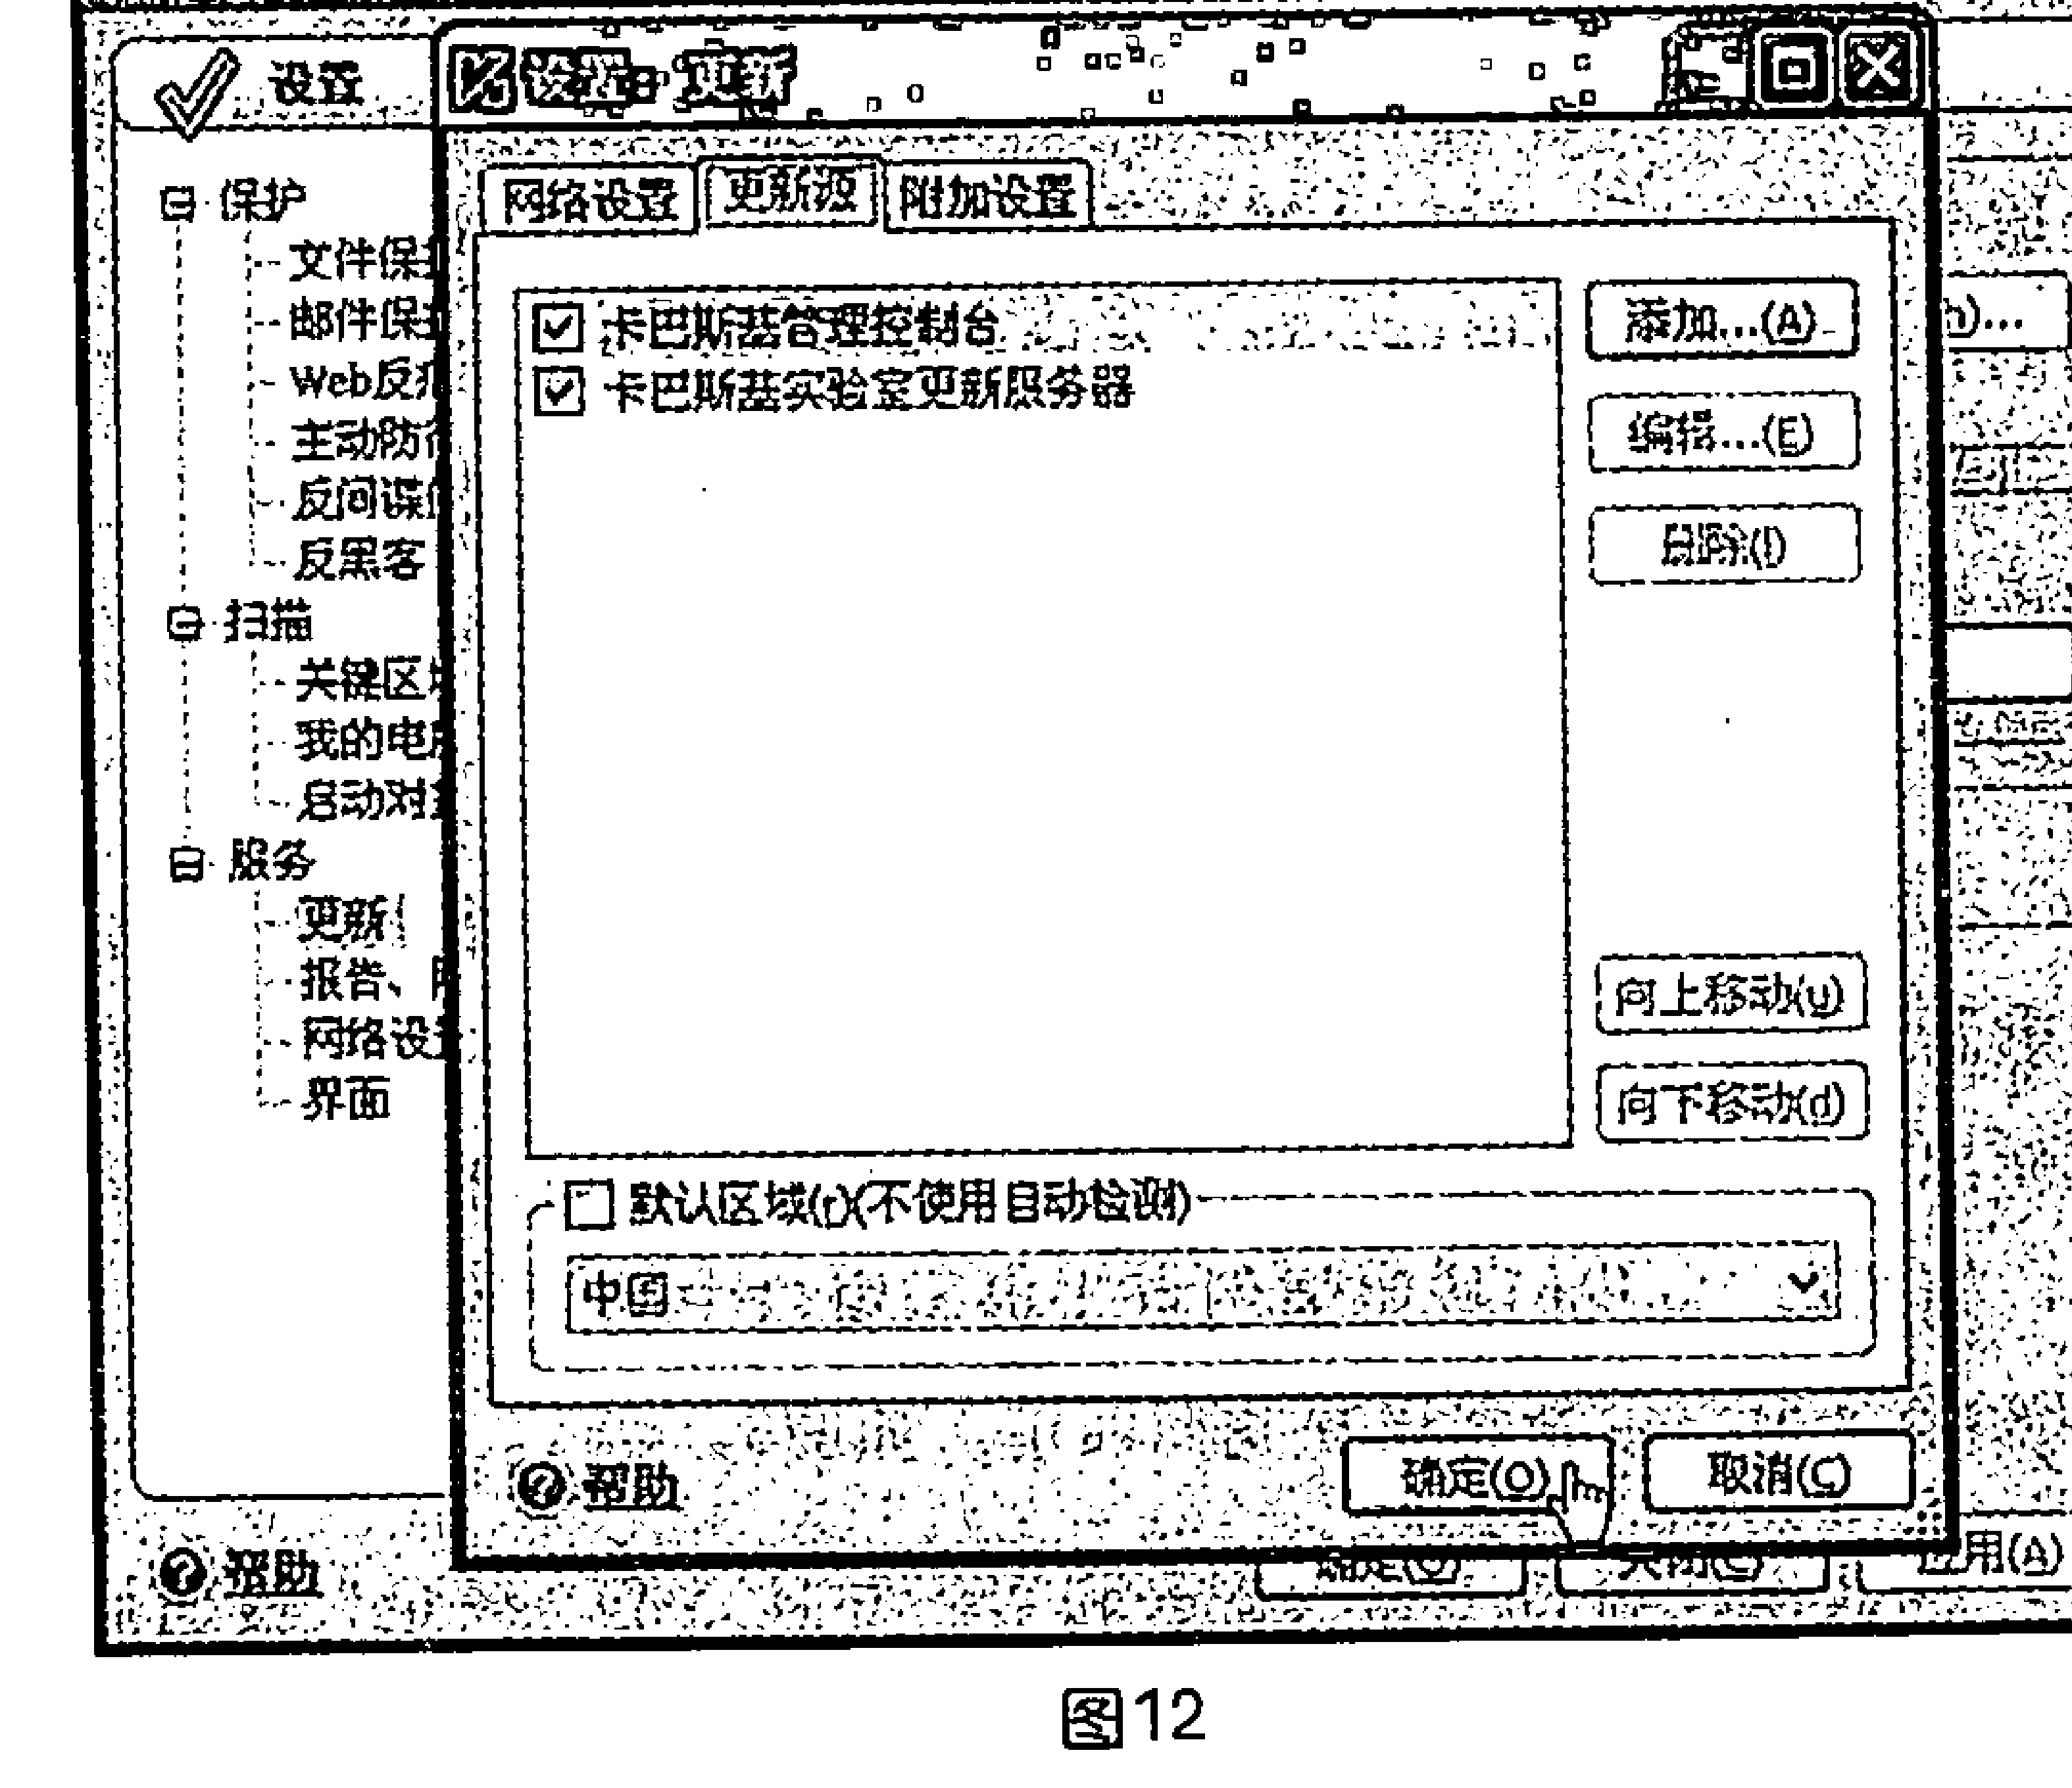 设置
设置: 更新
保护
文件保
邮件保
Web反
主动防
反间谍
反黑客
扫描
关键区
我的电
启动对
服务
更新
报告、
网络设
界面
帮助
网络设置
更新源
附加设置
卡巴斯基管理控制台
卡巴斯基实验室更新服务器
添加...(A)
编辑...(E)
删除(l)
向上移动(u)
向下移动(d)
默认区域(r)(不使用自动检测)
中国
帮助
确定(O)
取消(C)
确定(O)
关闭(C)
应用(A)
图12